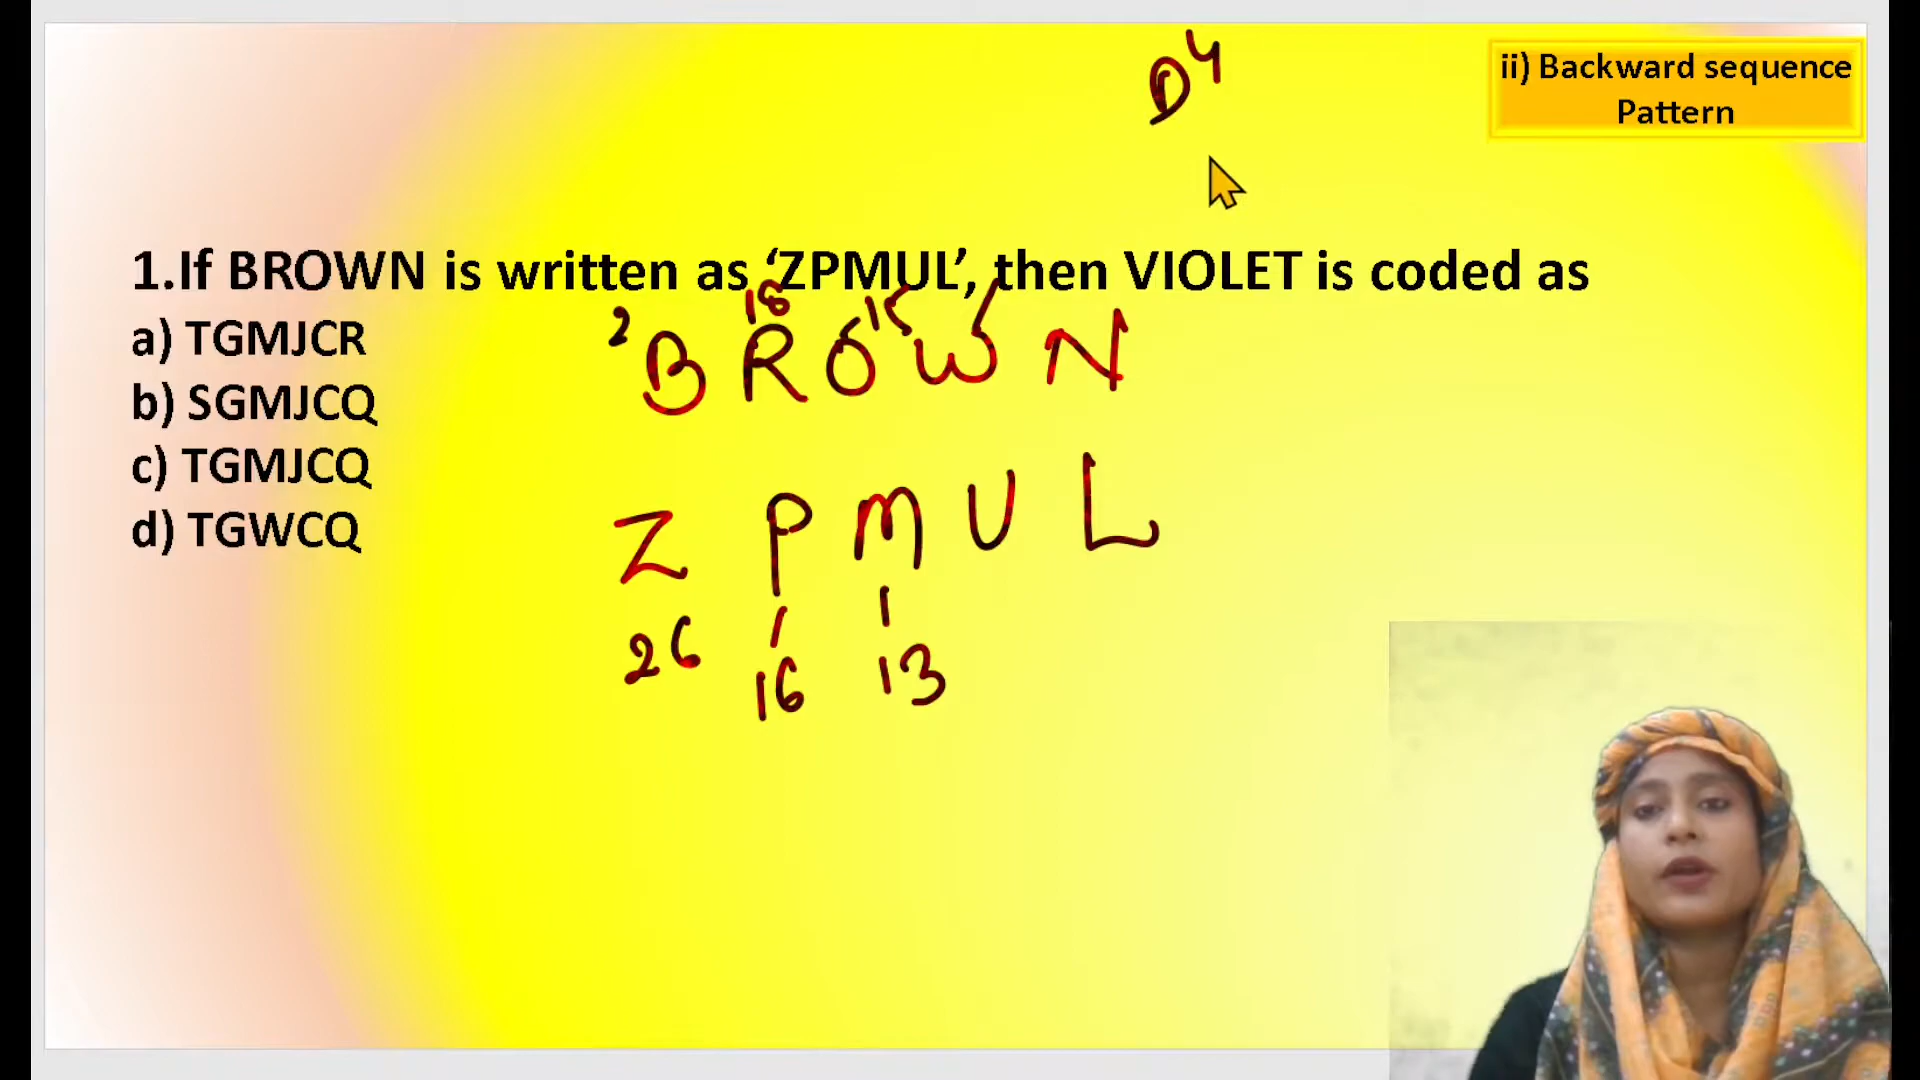 D4
ii) Backward sequence
Pattern
1.If BROWN is written as ‘ZPMUL’, then VIOLET is coded as
a) TGMJCR
b) SGMJCQ
c) TGMJCQ
d) TGWCQ
2 18 15
B R O W N
Z P M U L
26 16 13